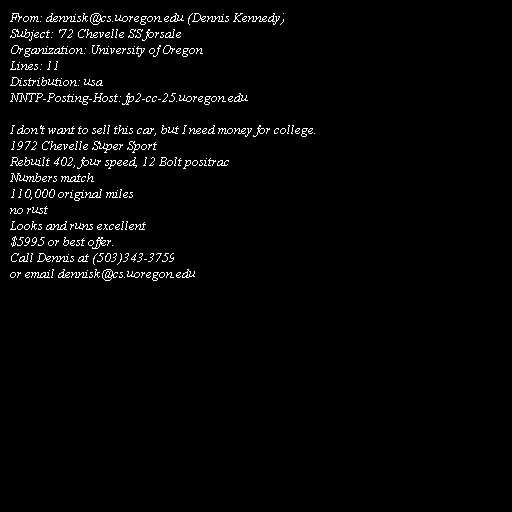 From: dennisk@cs.uoregon.edu (Dennis Kennedy)
Subject: '72 Chevelle SS forsale
Organization: University of Oregon
Lines: 11
Distribution: usa
NNTP-Posting-Host: fp2-cc-25.uoregon.edu

I don't want to sell this car, but I need money for college.
1972 Chevelle Super Sport
Rebuilt 402, four speed, 12 Bolt positrac
Numbers match
110,000 original miles
no rust
Looks and runs excellent
$5995 or best offer.
Call Dennis at (503)343-3759
or email dennisk@cs.uoregon.edu